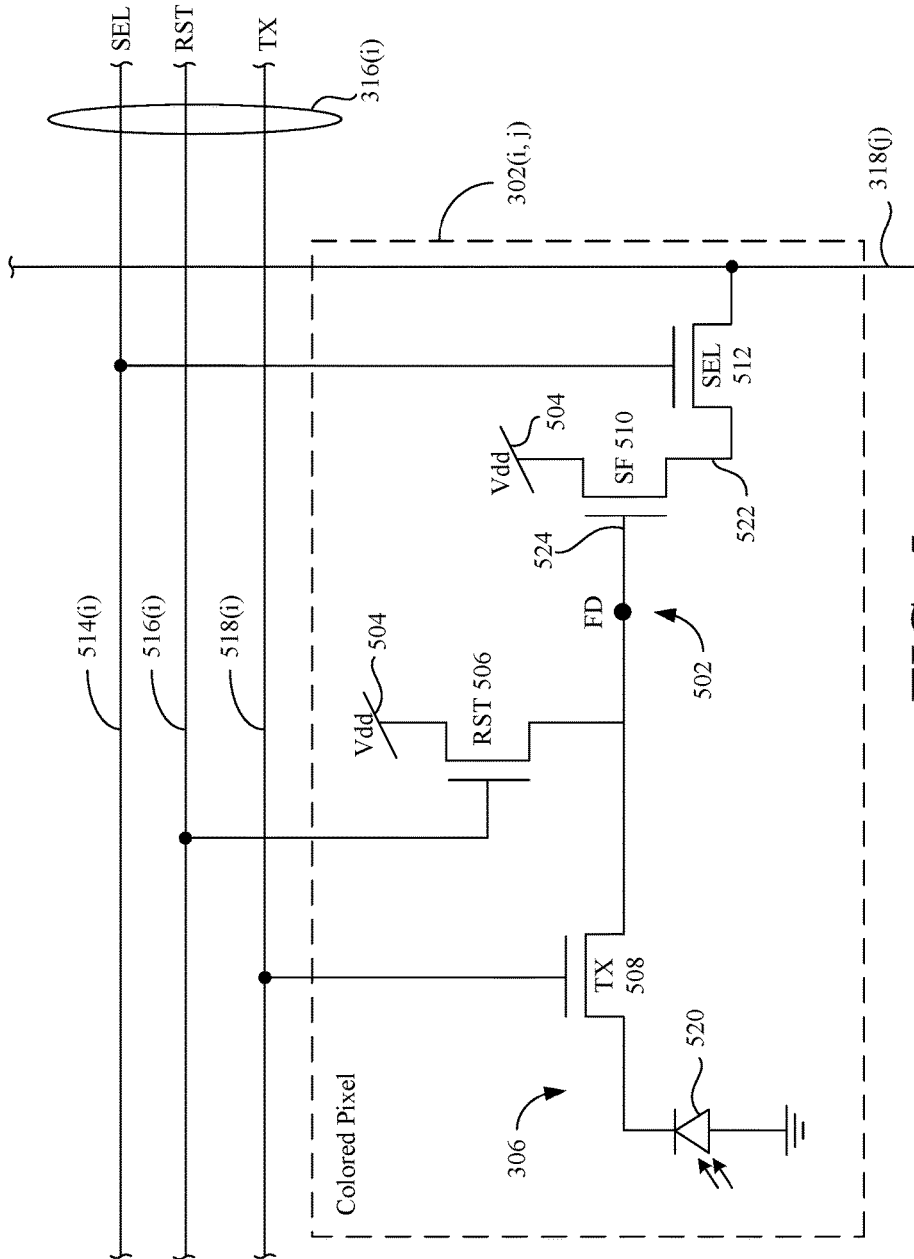 SEL
RST
TX
514(i)
516(i)
518(i)
316(i)
302(i, j)
Colored Pixel
Vdd
504
RST 506
Vdd
504
SF 510
SEL
512
524
522
FD
502
TX
508
306
520
318(j)